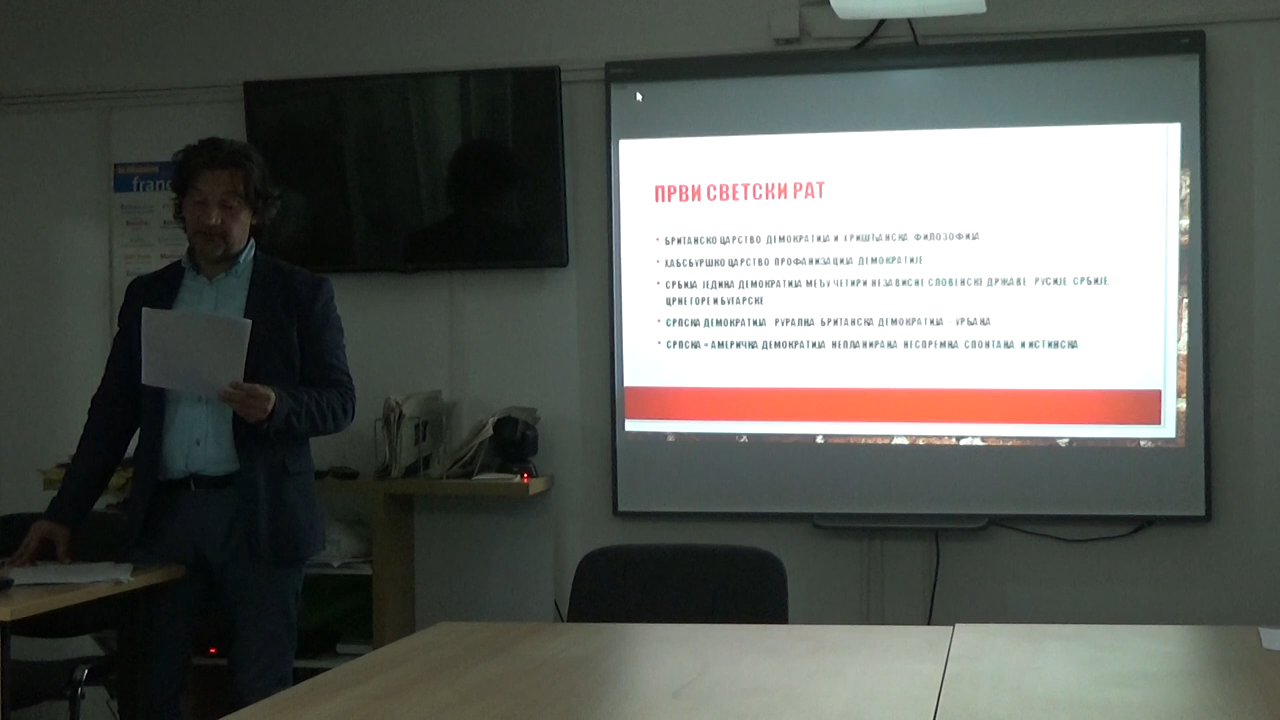 franc
ПРВИ СВЕТСКИ РАТ
• БРИТАНСКО ЦАРСТВО ДЕМОКРАТИЈА И ХРИШЋАНСКА ФИЛОЗОФИЈА
• ХАБСБУРШКО ЦАРСТВО ПРОФАНИЗАЦИЈА ДЕМОКРАТИЈЕ
• СРБИЈА ЈЕДИНА ДЕМОКРАТИЈА МЕЂУ ЧЕТИРИ НЕЗАВИСНЕ СЛОВЕНСКЕ ДРЖАВЕ РУСИЈЕ СРБИЈЕ
ЦРНЕ ГОРЕ И БУГАРСКЕ
• СРПСКА ДЕМОКРАТИЈА РУРАЛНА БРИТАНСКА ДЕМОКРАТИЈА - УРБАНА
• СРПСКА = АМЕРИЧКА ДЕМОКРАТИЈА НЕПЛАНИРАНА НЕСПРЕМНА СПОНТАНА И ИСТИНСКА